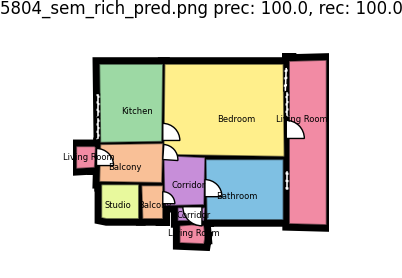 5804_sem_rich_pred.png prec: 100.0, rec: 100.0
Kitchen
Bedroom
Living Room
Living Room
Balcony
Corridor
Bathroom
Studio
Balcony
Corridor
Living Room